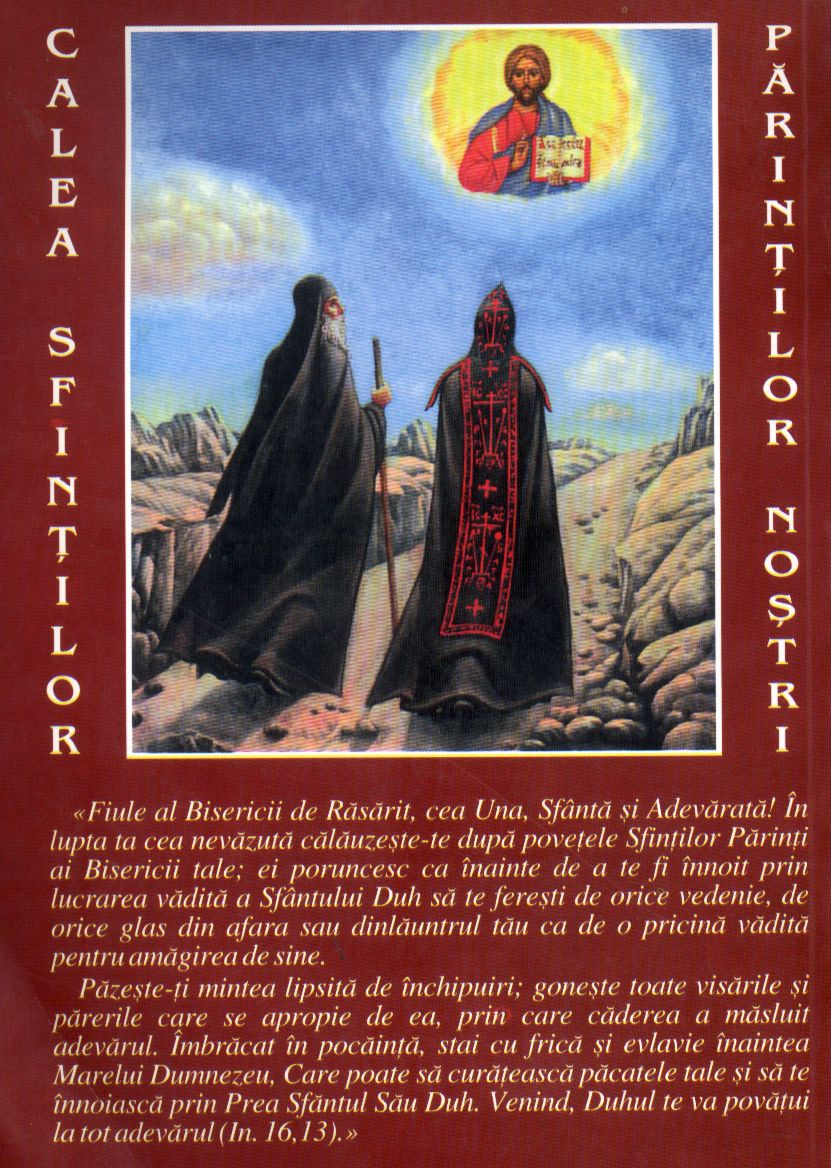 CALEA SFINȚILOR
PĂRINȚILOR NOȘTRI
IC XC
«Fiule al Bisericii de Răsărit, cea Una, Sfântă și Adevărată! În
lupta ta cea nevăzută călăuzește-te după povețele Sfinților Părinți
ai Bisericii tale; ei poruncesc ca înainte de a te fi înnoit prin
lucrarea vădită a Sfântului Duh să te ferești de orice vedenie, de
orice glas din afara sau dinlăuntrul tău ca de o pricină vădită
pentru amăgirea de sine.
Păzește-ți mintea lipsită de închipuiri; gonește toate visările și
părerile care se apropie de ea, prin care căderea a măsluit
adevărul. Îmbrăcat în pocăință, stai cu frică și evlavie înaintea
Marelui Dumnezeu, Care poate să curățească păcatele tale și să te
înnoiască prin Prea Sfăntul Său Duh. Venind, Duhul te va povățui
la tot adevărul (In. 16,13).»